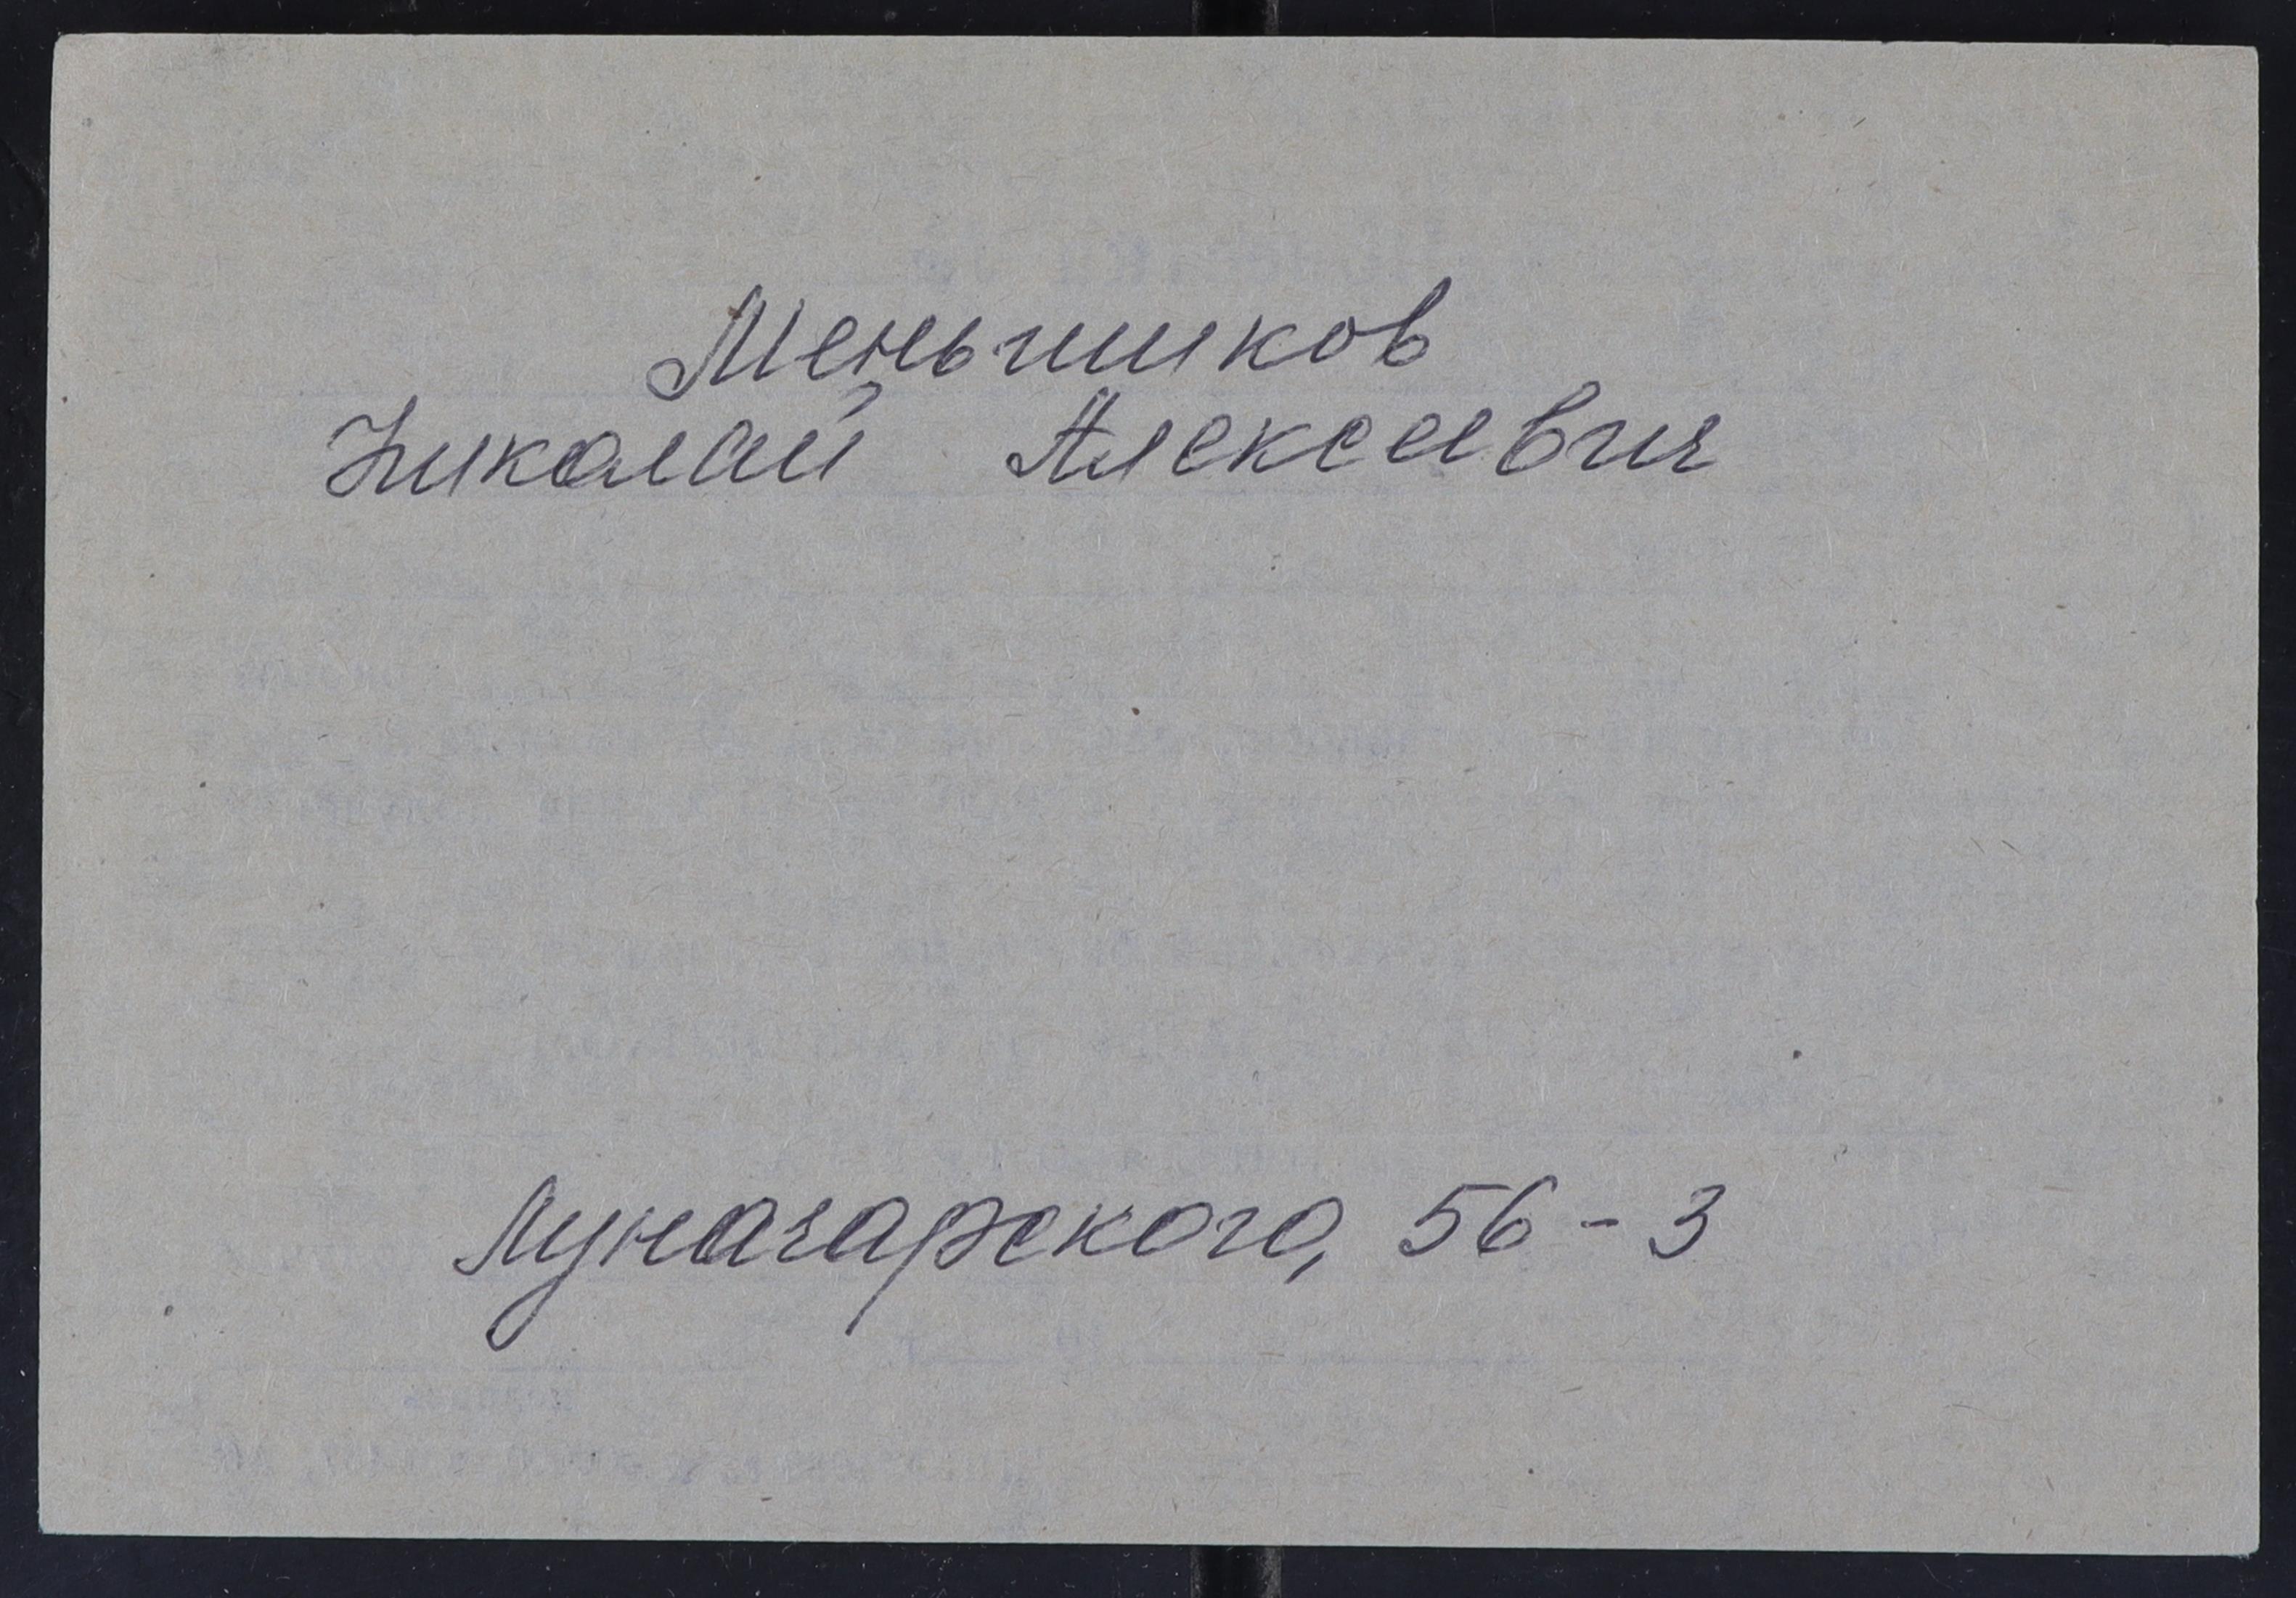 Меньшиков
Николай Алексеевич
Луначарского, 56-3